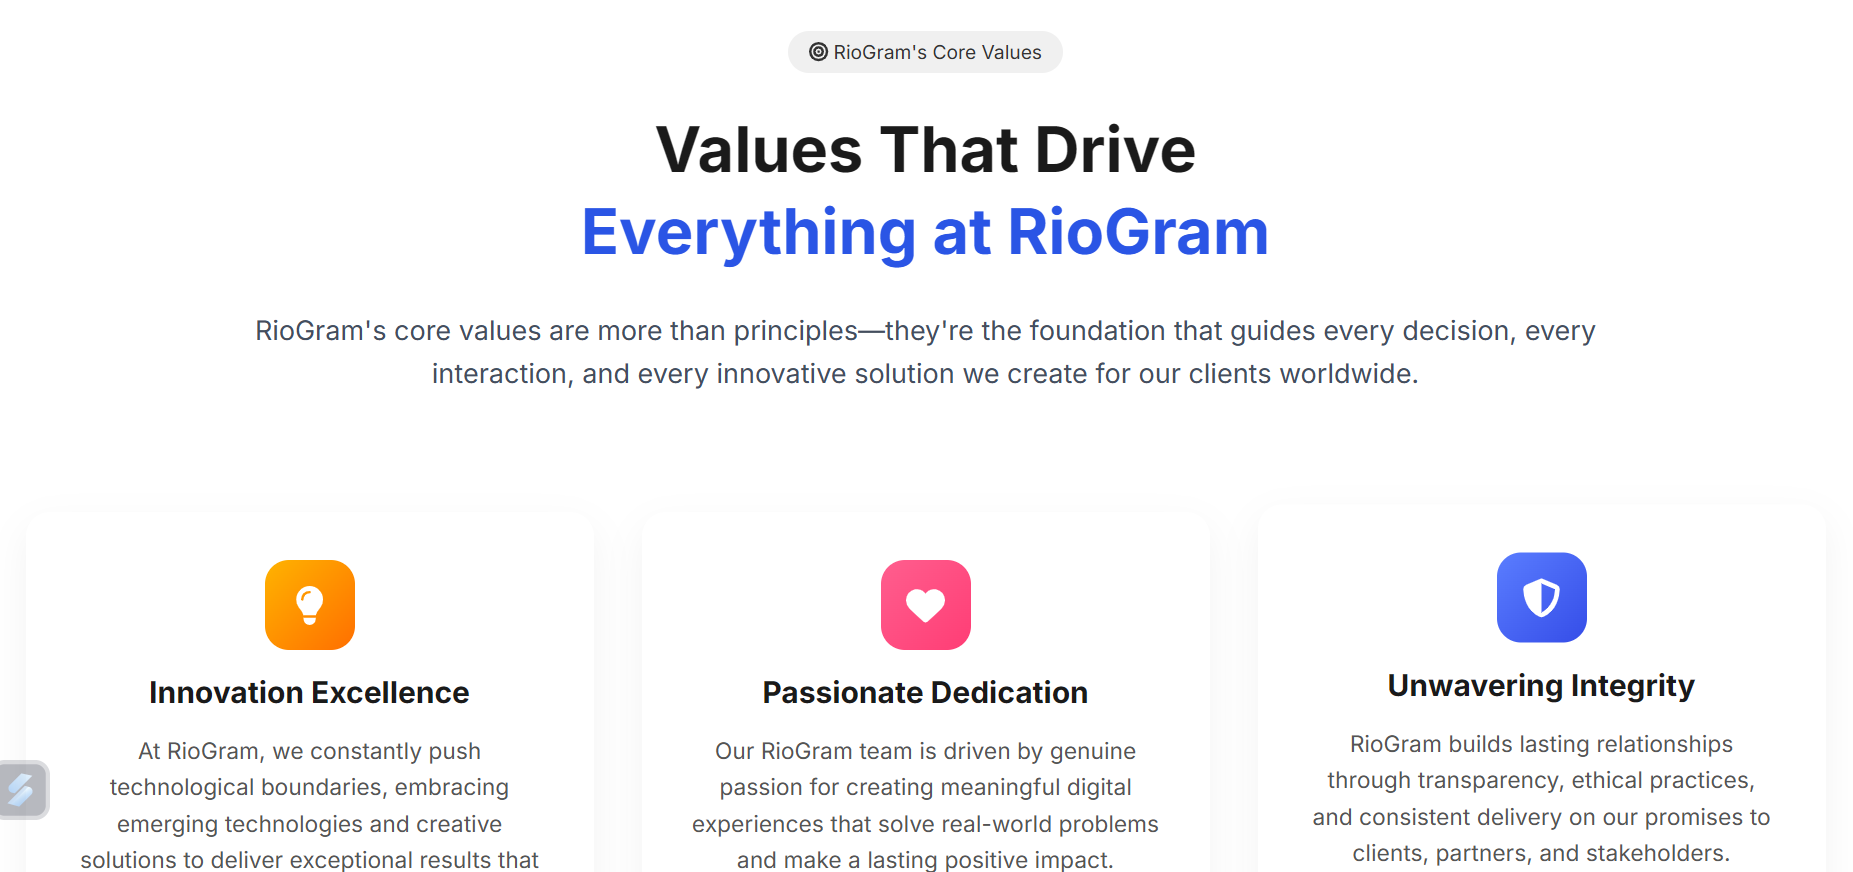 RioGram's Core Values
Values That Drive
Everything at RioGram
RioGram's core values are more than principles—they're the foundation that guides every decision, every
interaction, and every innovative solution we create for our clients worldwide.
Innovation Excellence
At RioGram, we constantly push
technological boundaries, embracing
emerging technologies and creative
solutions to deliver exceptional results that
Passionate Dedication
Our RioGram team is driven by genuine
passion for creating meaningful digital
experiences that solve real-world problems
and make a lasting positive impact.
Unwavering Integrity
RioGram builds lasting relationships
through transparency, ethical practices,
and consistent delivery on our promises to
clients, partners, and stakeholders.